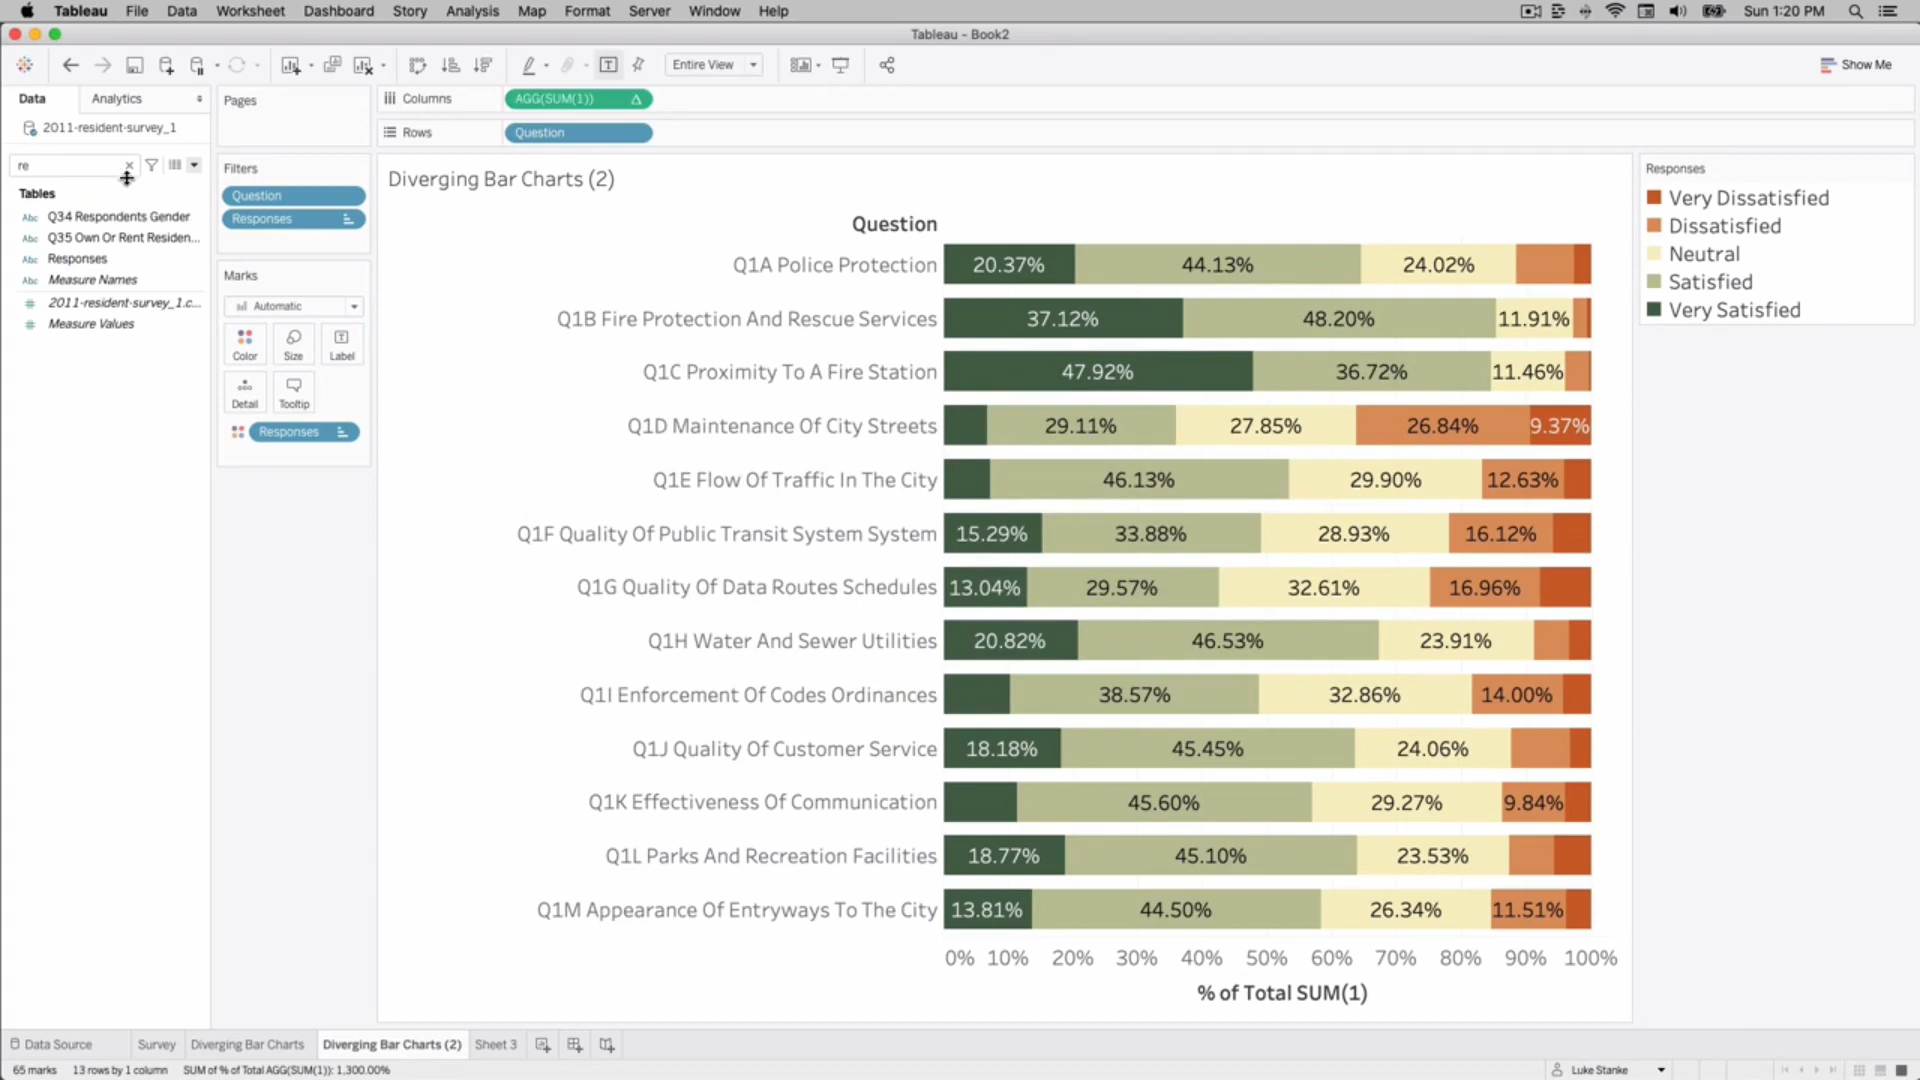 Tableau File Data Worksheet Dashboard Story Analysis Map Format Server Window Help Sun 1:20 PM
Tableau - Book2
Entire View Show Me
Data Analytics
2011-resident-survey_1
re
Tables
Abc Q34 Respondents Gender
Abc Q35 Own Or Rent Residen...
Abc Responses
Abc Measure Names
2011-resident-survey_1.c...
Measure Values
Pages
Filters
Question
Responses
Marks
Automatic
Color Size Label
Detail Tooltip
Responses
Columns AGG(SUM(1))
Rows Question
Diverging Bar Charts (2)
Question
Q1A Police Protection 20.37% 44.13% 24.02%
Q1B Fire Protection And Rescue Services 37.12% 48.20% 11.91%
Q1C Proximity To A Fire Station 47.92% 36.72% 11.46%
Q1D Maintenance Of City Streets 29.11% 27.85% 26.84% 9.37%
Q1E Flow Of Traffic In The City 46.13% 29.90% 12.63%
Q1F Quality Of Public Transit System System 15.29% 33.88% 28.93% 16.12%
Q1G Quality Of Data Routes Schedules 13.04% 29.57% 32.61% 16.96%
Q1H Water And Sewer Utilities 20.82% 46.53% 23.91%
Q1I Enforcement Of Codes Ordinances 38.57% 32.86% 14.00%
Q1J Quality Of Customer Service 18.18% 45.45% 24.06%
Q1K Effectiveness Of Communication 45.60% 29.27% 9.84%
Q1L Parks And Recreation Facilities 18.77% 45.10% 23.53%
Q1M Appearance Of Entryways To The City 13.81% 44.50% 26.34% 11.51%
0% 10% 20% 30% 40% 50% 60% 70% 80% 90% 100%
% of Total SUM(1)
Responses
Very Dissatisfied
Dissatisfied
Neutral
Satisfied
Very Satisfied
Data Source Survey Diverging Bar Charts Diverging Bar Charts (2) Sheet 3
65 marks 13 rows by 1 column SUM of % of Total AGG(SUM(1)): 1,300.00% Luke Stanke